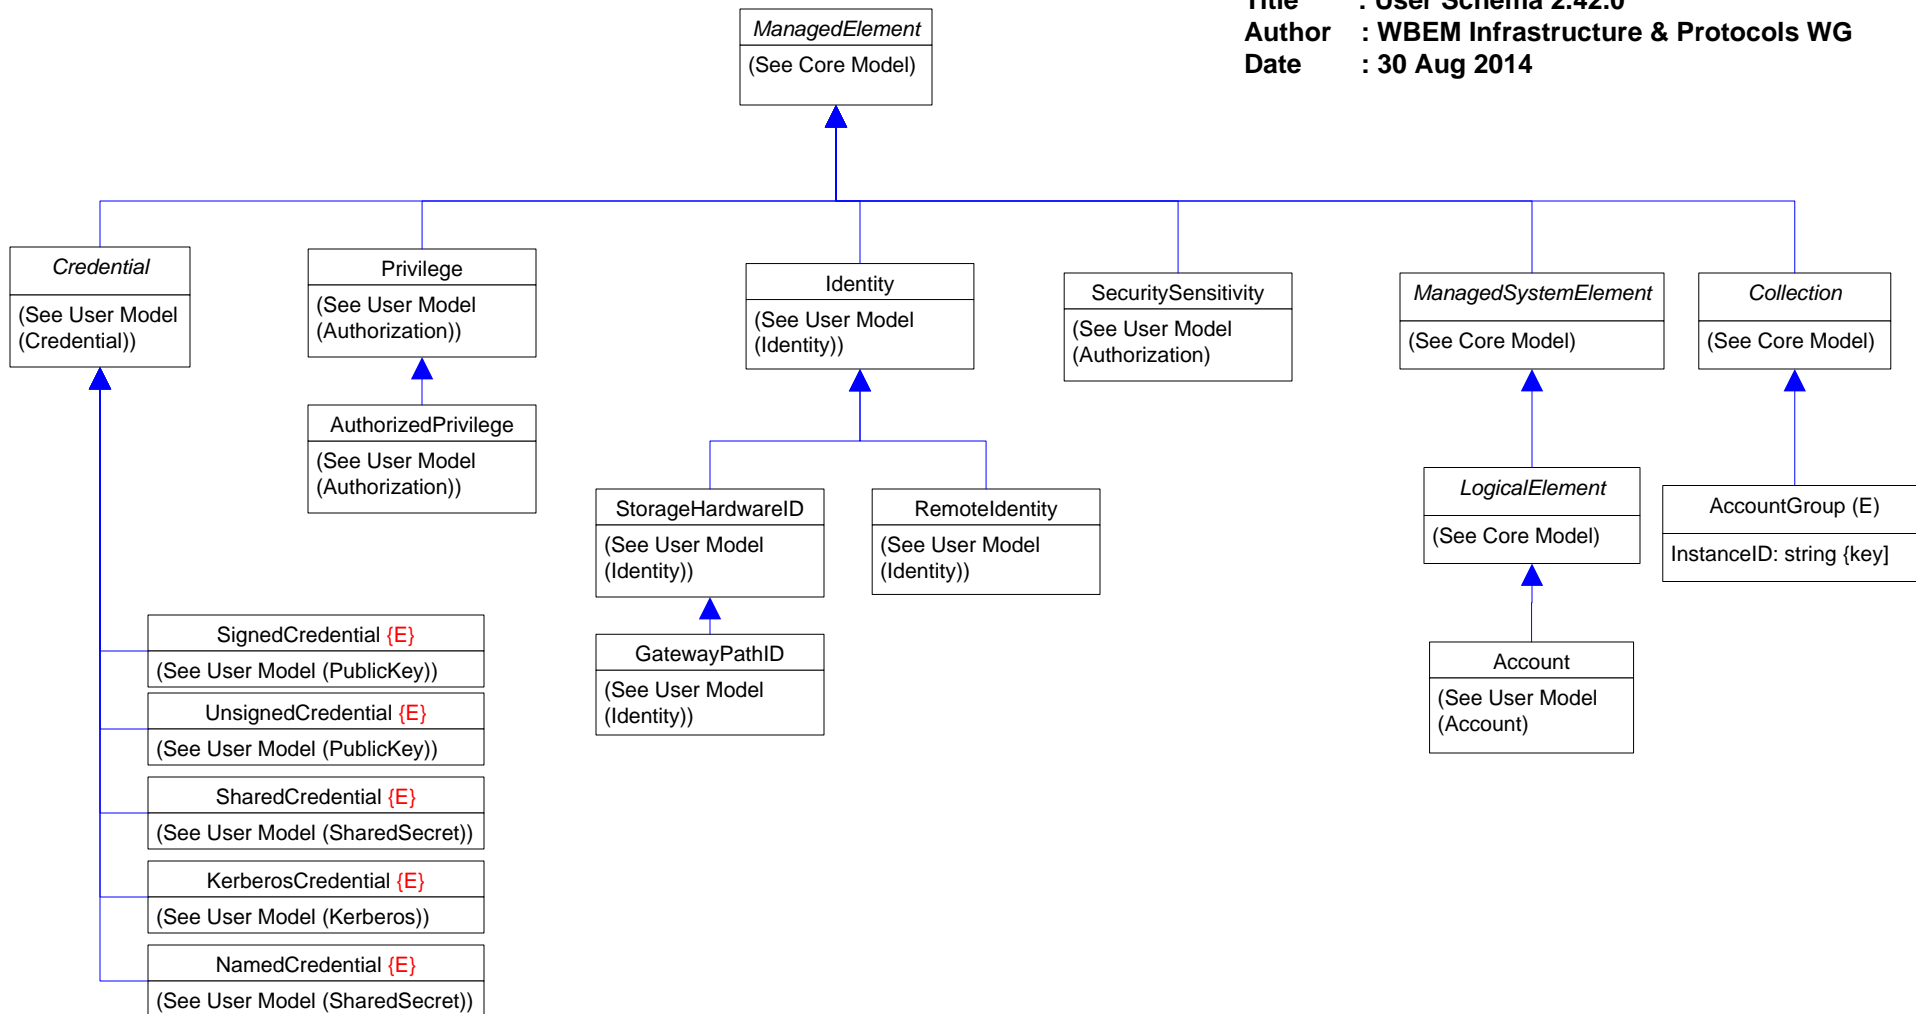 Title : User Schema 2.42.0
Author : WBEM Infrastructure & Protocols WG
Date : 30 Aug 2014
ManagedElement
(See Core Model)
Credential
(See User Model
(Credential))
Privilege
(See User Model
(Authorization))
Identity
(See User Model
(Identity))
SecuritySensitivity
(See User Model
(Authorization)
ManagedSystemElement
(See Core Model)
Collection
(See Core Model)
AuthorizedPrivilege
(See User Model
(Authorization))
StorageHardwareID
(See User Model
(Identity))
RemoteIdentity
(See User Model
(Identity))
LogicalElement
(See Core Model)
AccountGroup (E)
InstanceID: string {key]
GatewayPathID
(See User Model
(Identity))
Account
(See User Model
(Account)
SignedCredential {E}
(See User Model (PublicKey))
UnsignedCredential {E}
(See User Model (PublicKey))
SharedCredential {E}
(See User Model (SharedSecret))
KerberosCredential {E}
(See User Model (Kerberos))
NamedCredential {E}
(See User Model (SharedSecret))